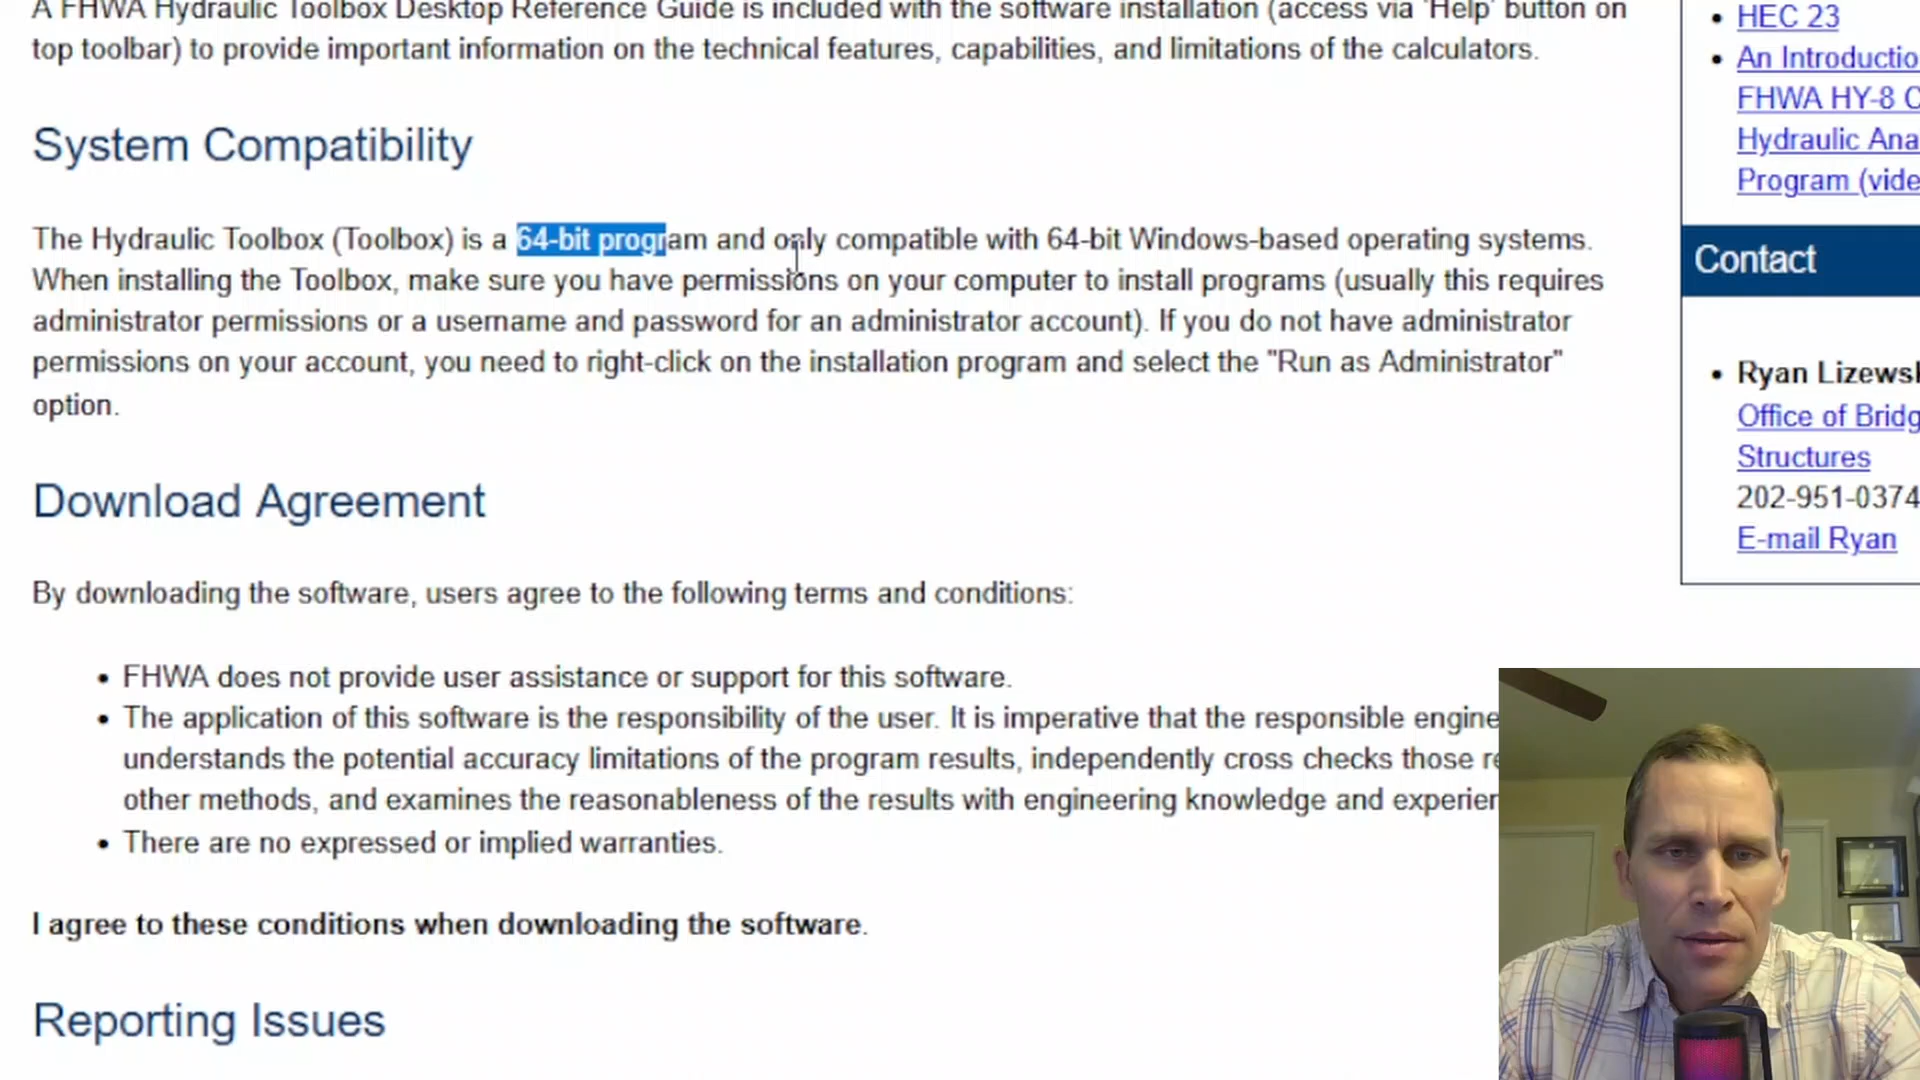 A FHWA Hydraulic Toolbox Desktop Reference Guide is included with the software installation (access via 'Help' button on
top toolbar) to provide important information on the technical features, capabilities, and limitations of the calculators.
System Compatibility
The Hydraulic Toolbox (Toolbox) is a 64-bit program and only compatible with 64-bit Windows-based operating systems.
When installing the Toolbox, make sure you have permissions on your computer to install programs (usually this requires
administrator permissions or a username and password for an administrator account). If you do not have administrator
permissions on your account, you need to right-click on the installation program and select the "Run as Administrator"
option.
Download Agreement
By downloading the software, users agree to the following terms and conditions:
• FHWA does not provide user assistance or support for this software.
• The application of this software is the responsibility of the user. It is imperative that the responsible engine
understands the potential accuracy limitations of the program results, independently cross checks those re
other methods, and examines the reasonableness of the results with engineering knowledge and experien
• There are no expressed or implied warranties.
I agree to these conditions when downloading the software.
Reporting Issues
• HEC 23
• An Introductio
FHWA HY-8 C
Hydraulic Ana
Program (vide
Contact
• Ryan Lizewsk
Office of Bridg
Structures
202-951-0374
E-mail Ryan